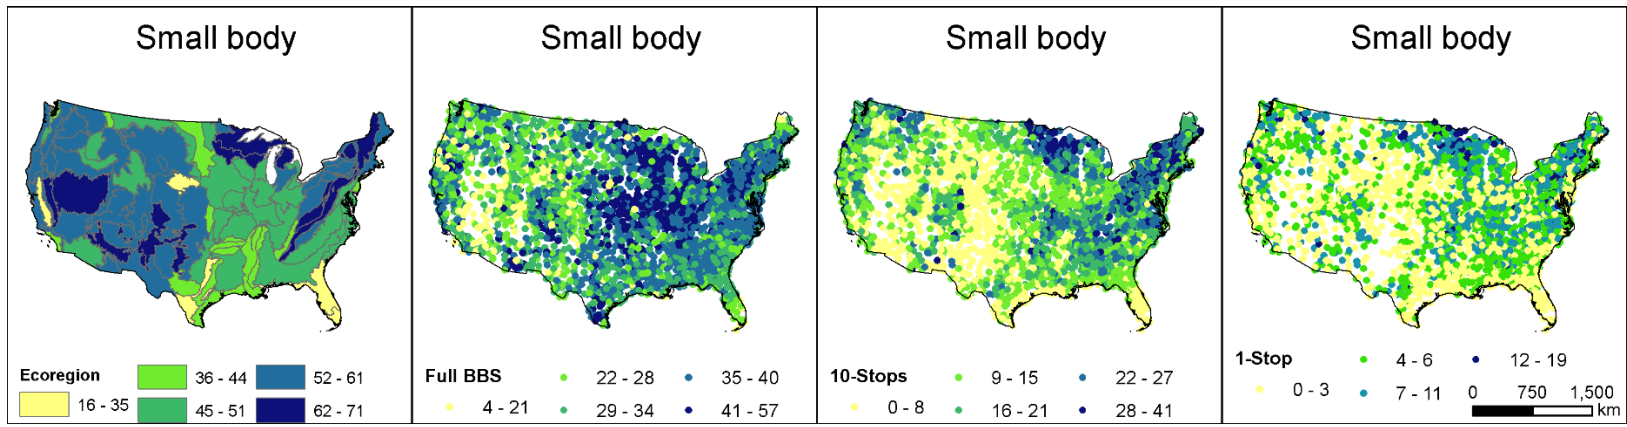 Small body
Ecoregion
16 - 35
36 - 44
45 - 51
52 - 61
62 - 71
Small body
Full BBS
4 - 21
22 - 28
29 - 34
35 - 40
41 - 57
Small body
10-Stops
0 - 8
9 - 15
16 - 21
22 - 27
28 - 41
Small body
1-Stop
0 - 3
4 - 6
7 - 11
12 - 19
0 750 1,500
km